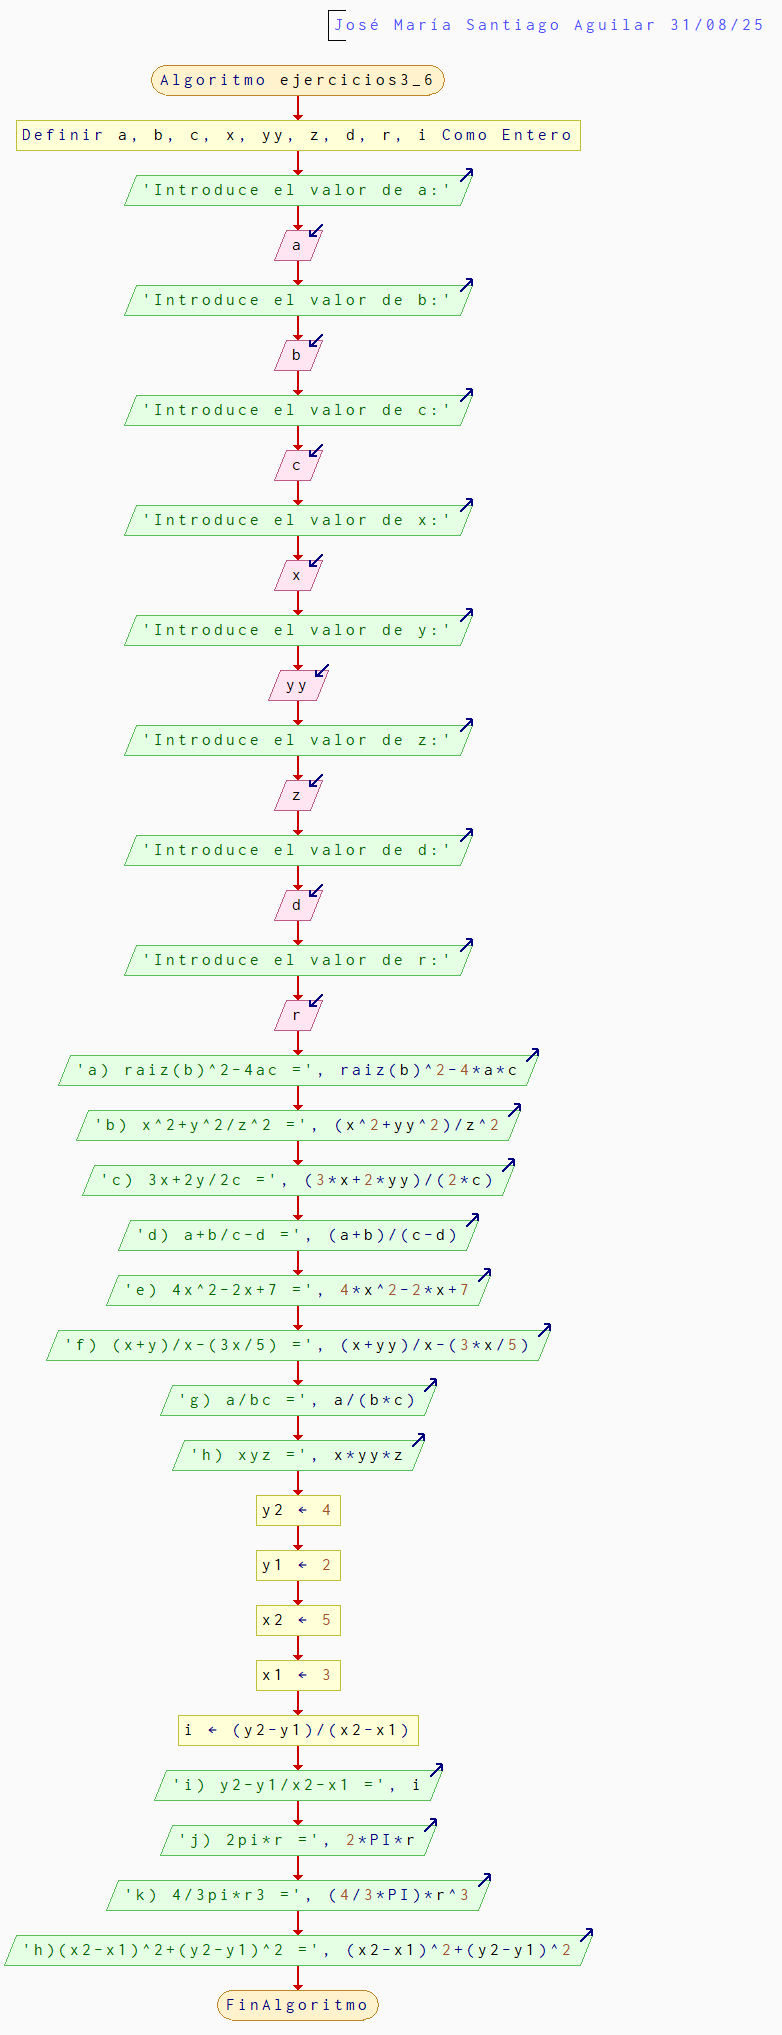 José María Santiago Aguilar 31/08/25
Algoritmo ejercicios3_6
Definir a, b, c, x, yy, z, d, r, i Como Entero
'Introduce el valor de a:'
a
'Introduce el valor de b:'
b
'Introduce el valor de c:'
c
'Introduce el valor de x:'
x
'Introduce el valor de y:'
yy
'Introduce el valor de z:'
z
'Introduce el valor de d:'
d
'Introduce el valor de r:'
r
'a) raiz(b)^2-4ac =', raiz(b)^2-4*a*c
'b) x^2+y^2/z^2 =', (x^2+yy^2)/z^2
'c) 3x+2y/2c =', (3*x+2*yy)/(2*c)
'd) a+b/c-d =', (a+b)/(c-d)
'e) 4x^2-2x+7 =', 4*x^2-2*x+7
'f) (x+y)/x-(3x/5) =', (x+yy)/x-(3*x/5)
'g) a/bc =', a/(b*c)
'h) xyz =', x*yy*z
y2 ← 4
y1 ← 2
x2 ← 5
x1 ← 3
i ← (y2-y1)/(x2-x1)
'i) y2-y1/x2-x1 =', i
'j) 2pi*r =', 2*PI*r
'k) 4/3pi*r3 =', (4/3*PI)*r^3
'h)(x2-x1)^2+(y2-y1)^2 =', (x2-x1)^2+(y2-y1)^2
FinAlgoritmo